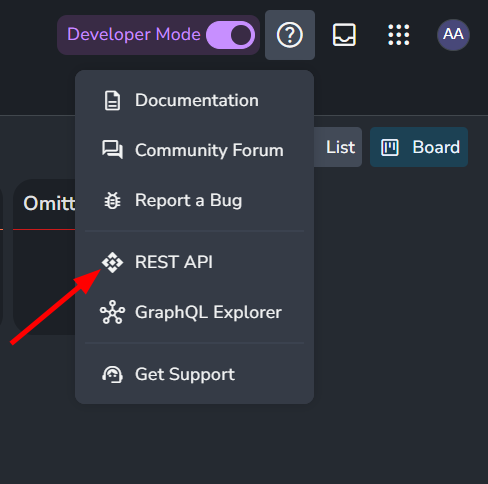 Developer Mode
AA
Documentation
Community Forum
List
Board
Report a Bug
Omitt
REST API
GraphQL Explorer
Get Support